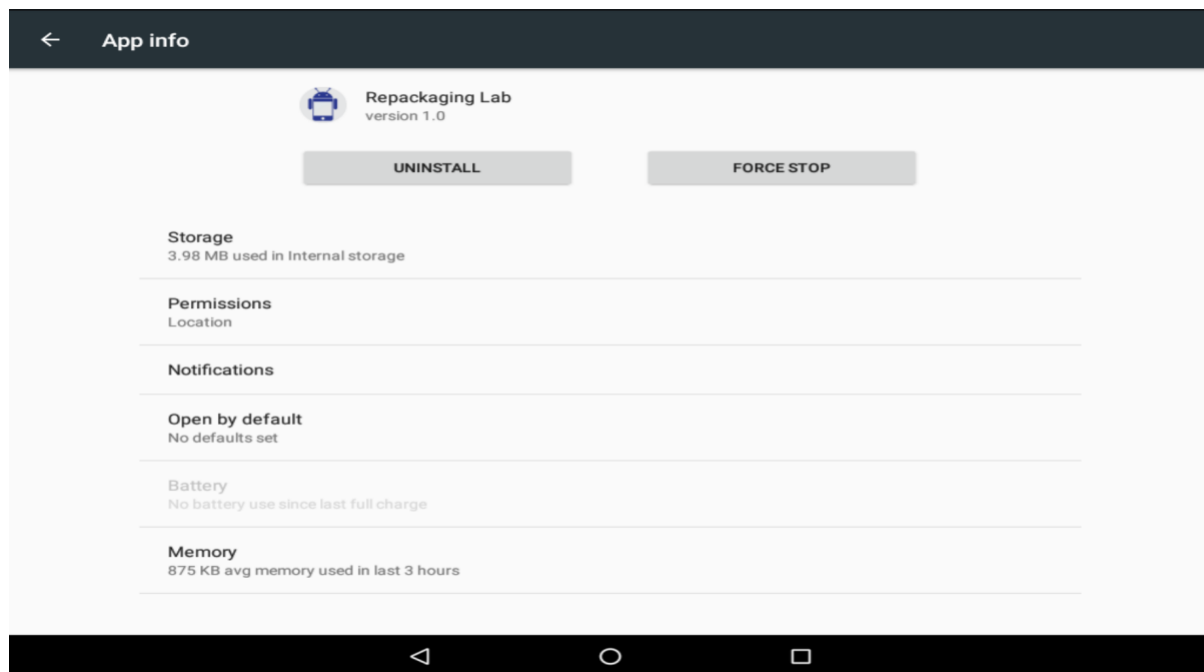 App info
Repackaging Lab
version 1.0
UNINSTALL
FORCE STOP
Storage
3.98 MB used in Internal storage
Permissions
Location
Notifications
Open by default
No defaults set
Battery
No battery use since last full charge
Memory
875 KB avg memory used in last 3 hours